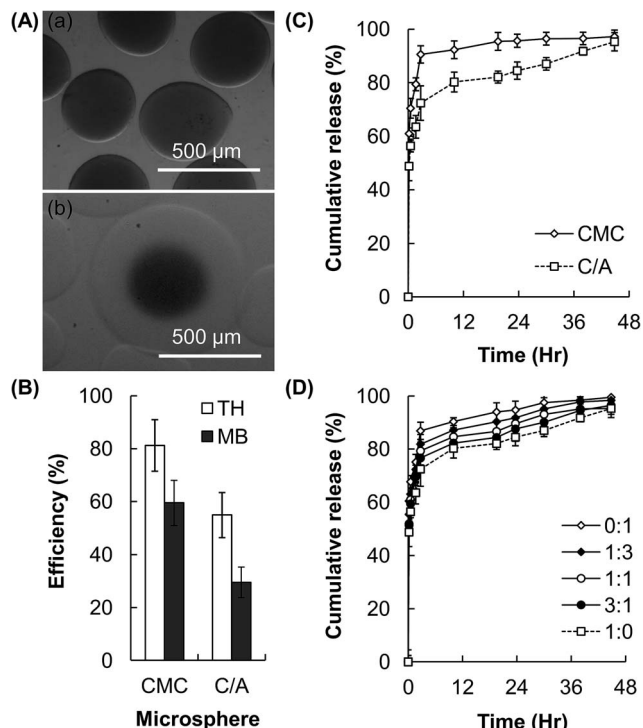 (A)
(a)
500 µm
(b)
500 µm
(B)
100
80
60
40
20
0
Efficiency (%)
TH
MB
CMC C/A
Microsphere
(C)
100
80
60
40
20
0
Cumulative release (%)
CMC
C/A
0 12 24 36 48
Time (Hr)
(D)
100
80
60
40
20
0
Cumulative release (%)
0:1
1:3
1:1
3:1
1:0
0 12 24 36 48
Time (Hr)